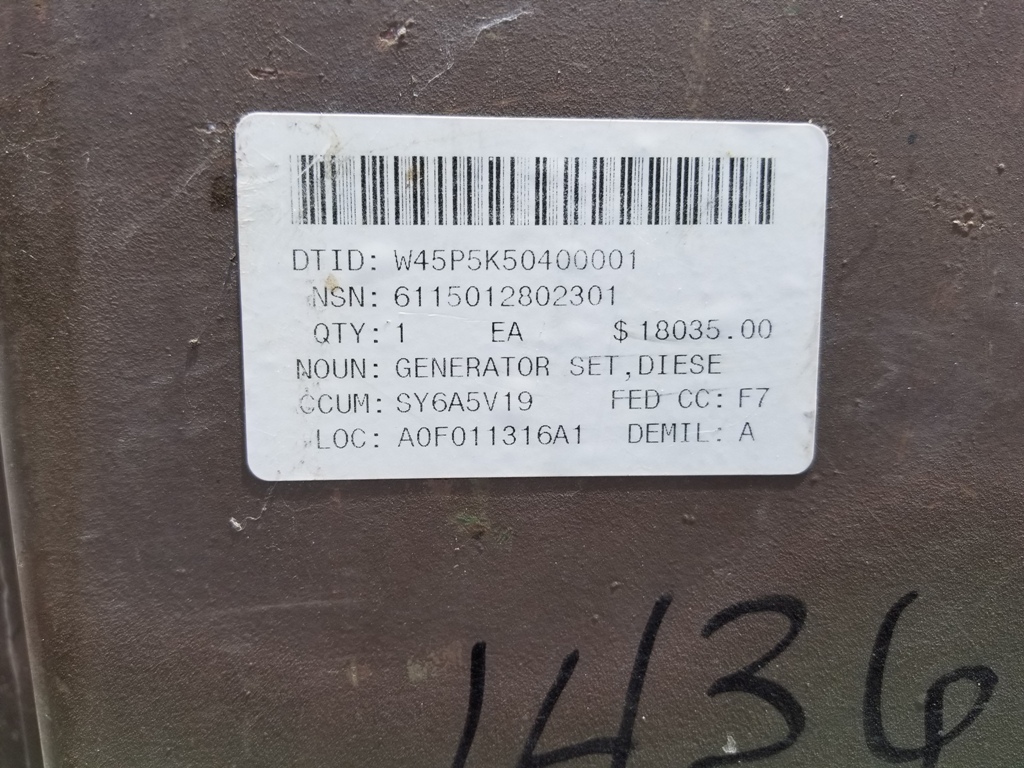 DTID: W45P5K50400001
NSN: 6115012802301
QTY: 1 EA $ 18035.00
NOUN: GENERATOR SET,DIESE
CCUM: SY6A5V19 FED CC: F7
LOC: A0F011316A1 DEMIL: A
1436